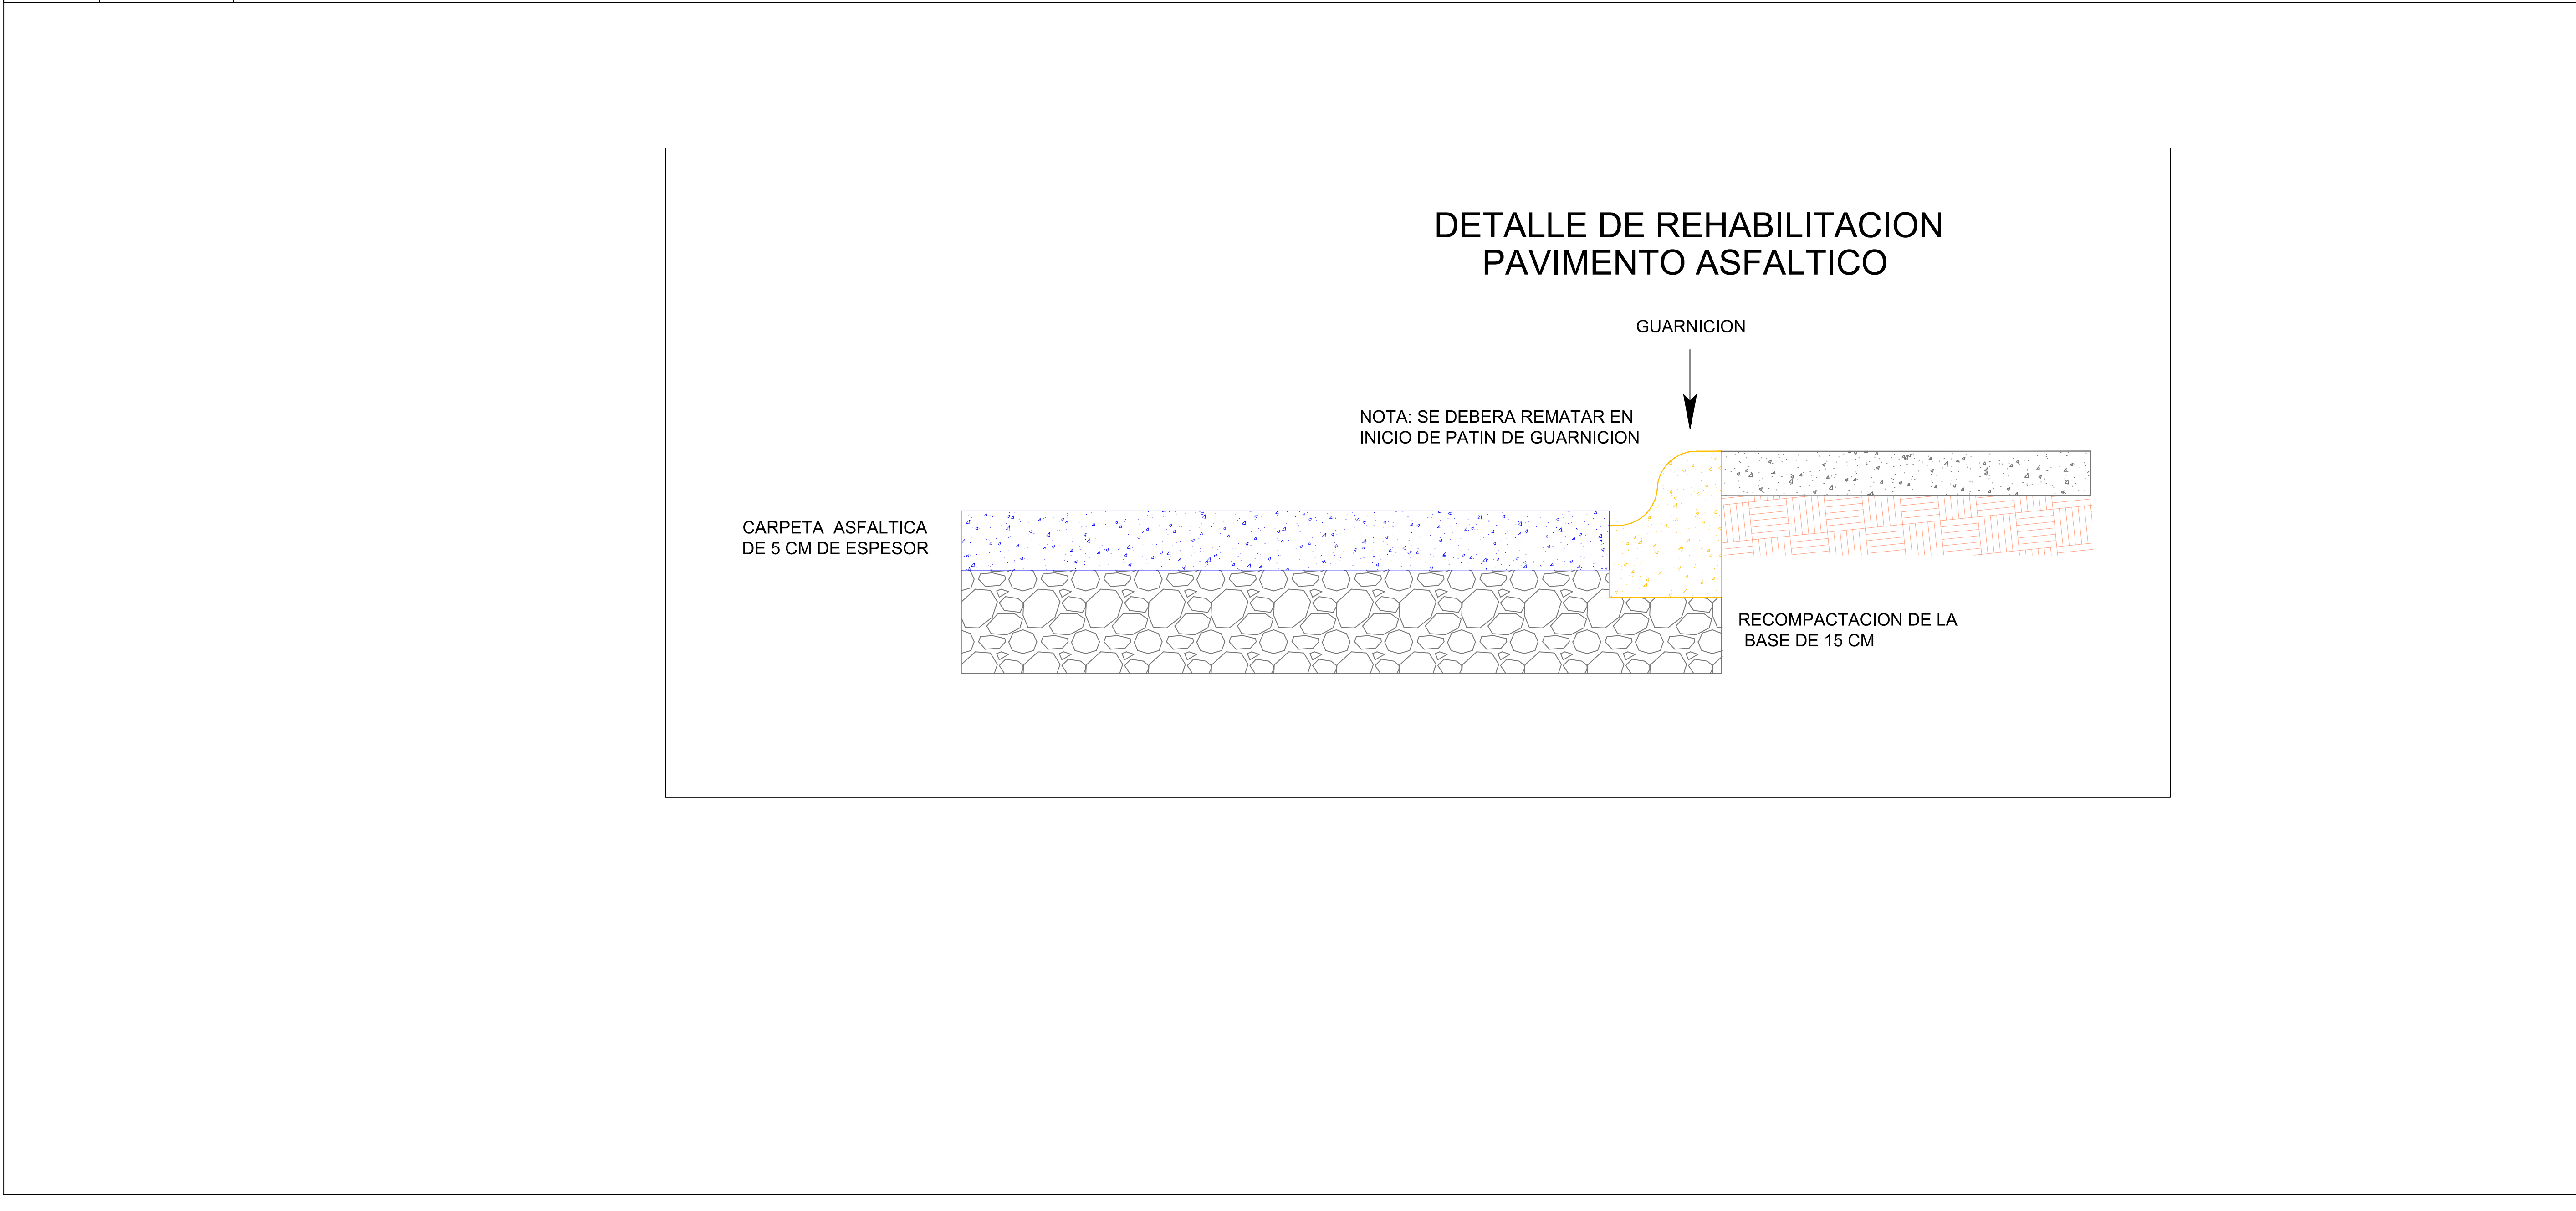 DETALLE DE REHABILITACION
PAVIMENTO ASFALTICO
GUARNICION
NOTA: SE DEBERA REMATAR EN
INICIO DE PATIN DE GUARNICION
CARPETA ASFALTICA
DE 5 CM DE ESPESOR
RECOMPACTACION DE LA
BASE DE 15 CM